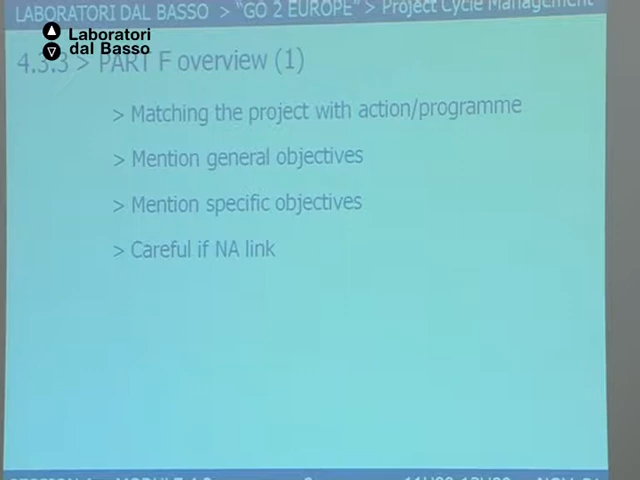 LABORATORI DAL BASSO > "GO 2 EUROPE" > Project Cycle Management
Laboratori
dal Basso
4.3.3 > PART F overview (1)
> Matching the project with action/programme
> Mention general objectives
> Mention specific objectives
> Careful if NA link